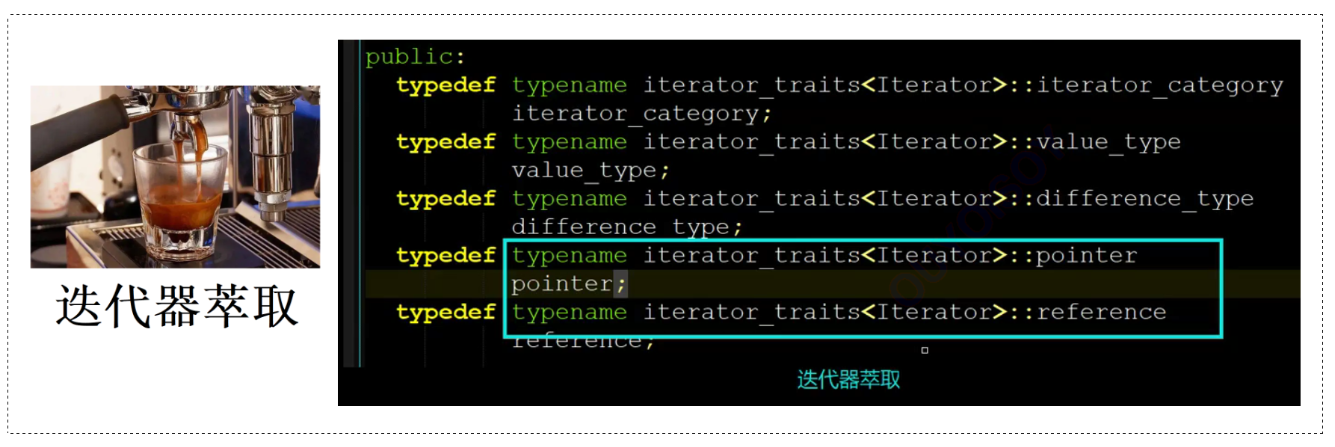 迭代器萃取
public:
typedef typename iterator_traits<Iterator>::iterator_category
iterator_category;
typedef typename iterator_traits<Iterator>::value_type
value_type;
typedef typename iterator_traits<Iterator>::difference_type
difference_type;
typedef typename iterator_traits<Iterator>::pointer
pointer;
typedef typename iterator_traits<Iterator>::reference
reference;
迭代器萃取